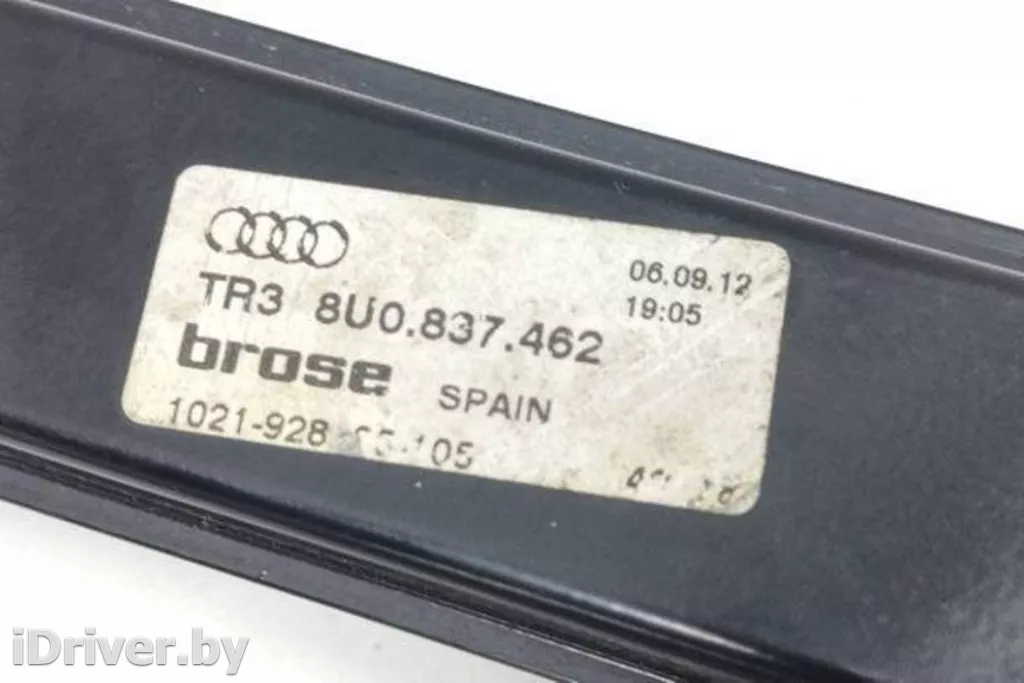 06.09.12
TR3 8U0.837.462
19:05
brose SPAIN
1021-928
iDriver.by